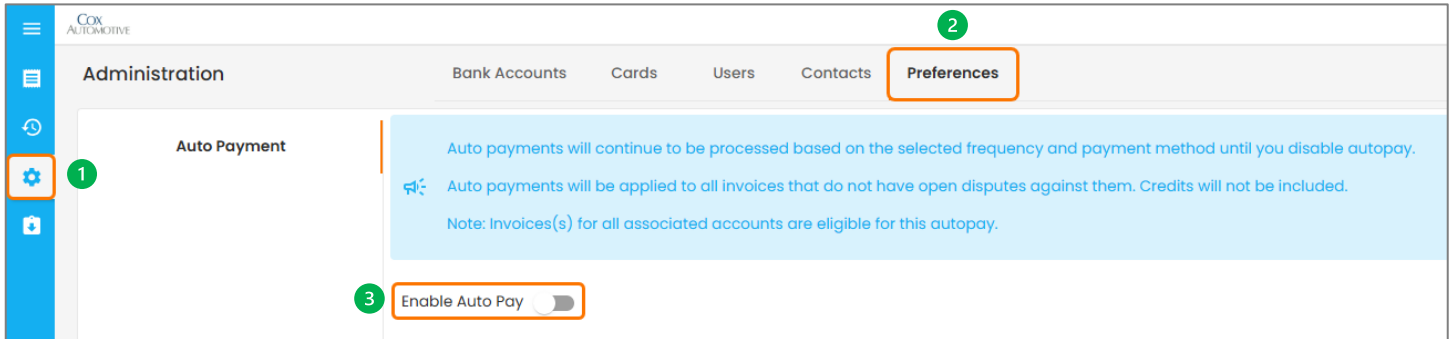 COX
AUTOMOTIVE
2
Administration
Bank Accounts Cards Users Contacts Preferences
1
Auto Payment
Auto payments will continue to be processed based on the selected frequency and payment method until you disable autopay.
Auto payments will be applied to all invoices that do not have open disputes against them. Credits will not be included.
Note: Invoices(s) for all associated accounts are eligible for this autopay.
3
Enable Auto Pay